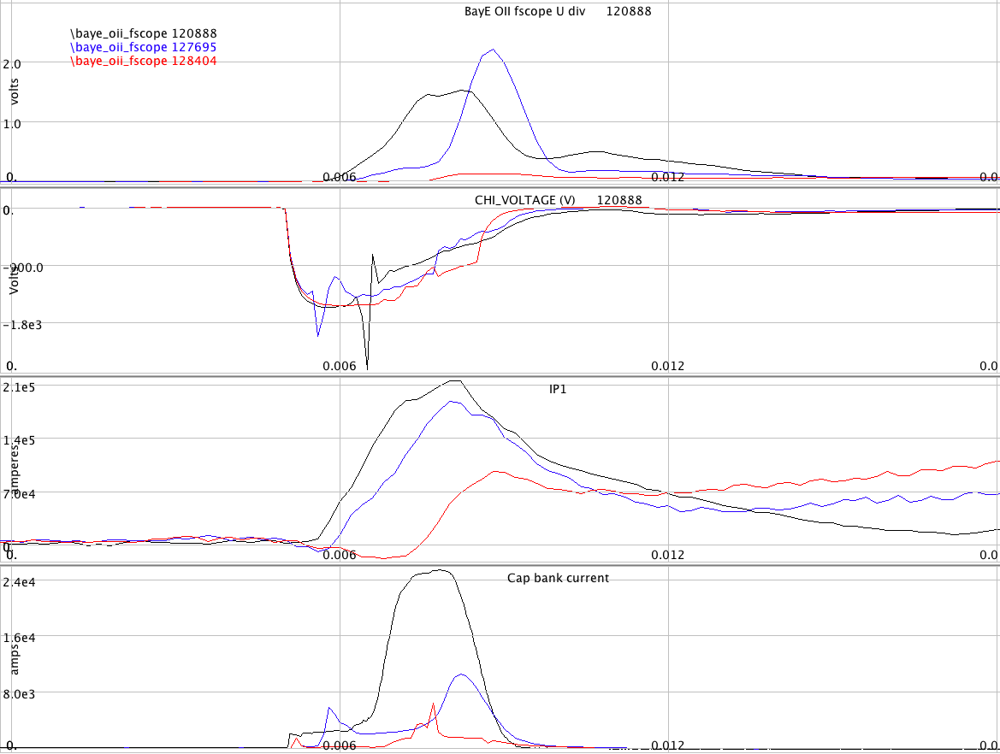 BayE OII fscope U div 120888
\baye_oii_fscope 120888
\baye_oii_fscope 127695
\baye_oii_fscope 128404
2.0
volts
1.0
0.
0.006
0.012
0.0
CHI_VOLTAGE (V) 120888
0.
-900.0
Volts
-1.8e3
0.
0.006
0.012
0.0
IP1
2.1e5
1.4e5
amperes
7.0e4
0.
0.
0.006
0.012
0.0
Cap bank current
2.4e4
1.6e4
amps
8.0e3
0.
0.006
0.012
0.0